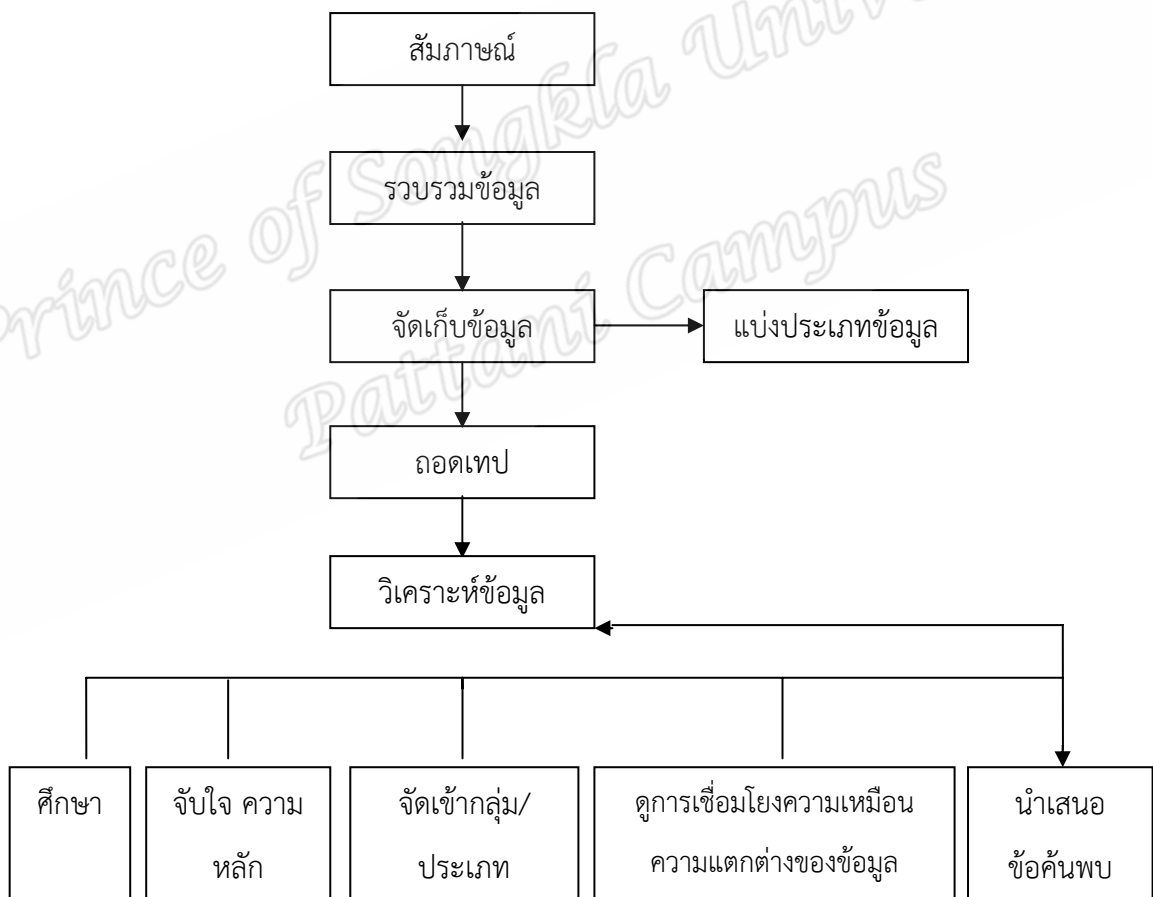 สัมภาษณ์
รวบรวมข้อมูล
จัดเก็บข้อมูล
แบ่งประเภทข้อมูล
ถอดเทป
วิเคราะห์ข้อมูล
ศึกษา
จับใจ ความ
หลัก
จัดเข้ากลุ่ม/
ประเภท
ดูการเชื่อมโยงความเหมือน
ความแตกต่างของข้อมูล
นำเสนอ
ข้อค้นพบ
Prince of Songkla Univ
Pattani Campus